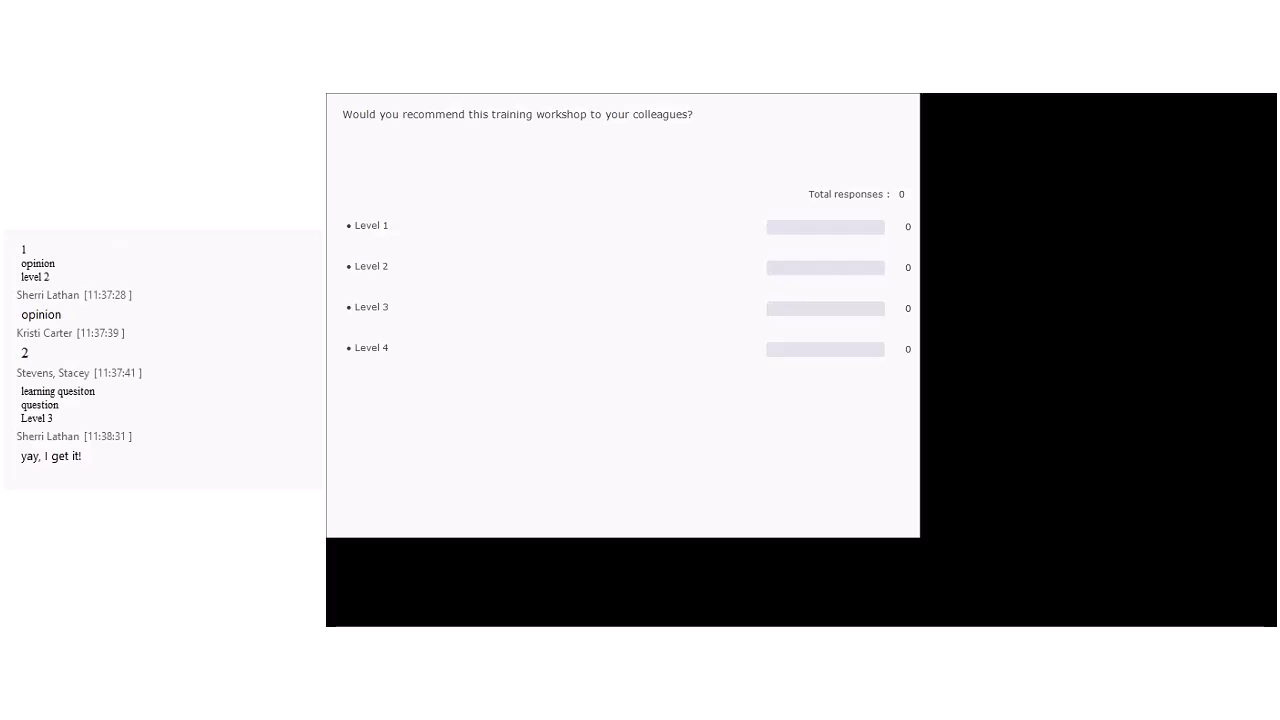 1
opinion
level 2
Sherri Lathan [11:37:28 ]
opinion
Kristi Carter [11:37:39 ]
2
Stevens, Stacey [11:37:41 ]
learning quesiton
question
Level 3
Sherri Lathan [11:38:31 ]
yay, I get it!
Would you recommend this training workshop to your colleagues?
Total responses : 0
• Level 1 0
• Level 2 0
• Level 3 0
• Level 4 0